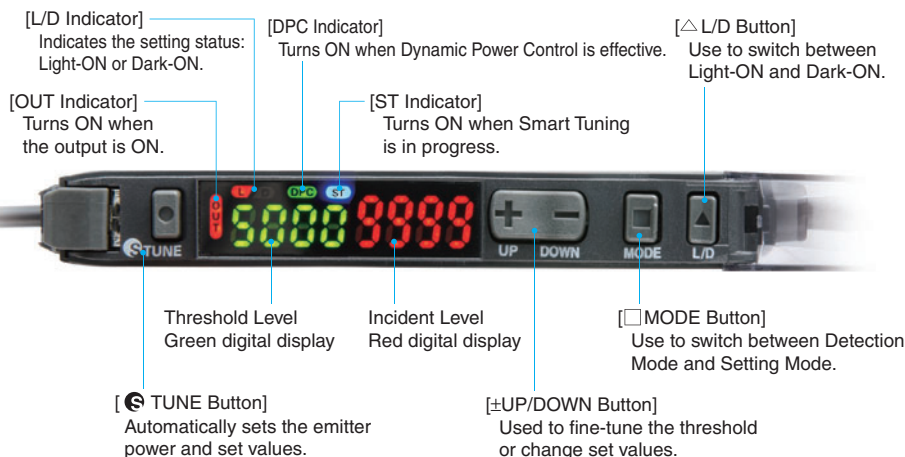 [L/D Indicator]
Indicates the setting status:
Light-ON or Dark-ON.
[DPC Indicator]
Turns ON when Dynamic Power Control is effective.
[△ L/D Button]
Use to switch between
Light-ON and Dark-ON.
[OUT Indicator]
Turns ON when
the output is ON.
[ST Indicator]
Turns ON when Smart Tuning
is in progress.
L DPC ST
OUT
5000 9999
S TUNE
UP DOWN
MODE
L/D
Threshold Level
Green digital display
Incident Level
Red digital display
[□ MODE Button]
Use to switch between Detection
Mode and Setting Mode.
[S TUNE Button]
Automatically sets the emitter
power and set values.
[±UP/DOWN Button]
Used to fine-tune the threshold
or change set values.